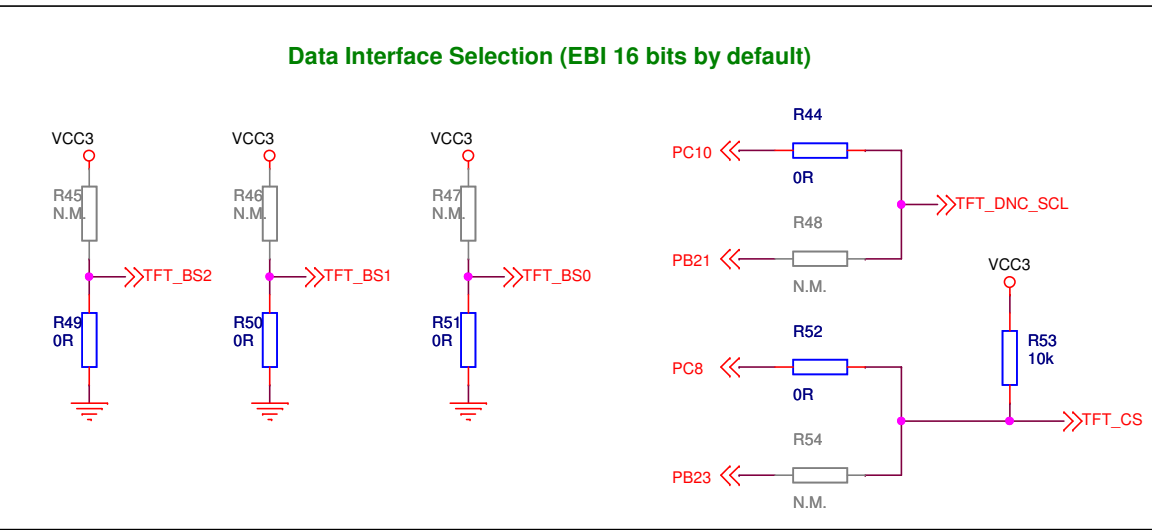 Data Interface Selection (EBI 16 bits by default)
VCC3
R45
N.M.
TFT_BS2
R49
0R
VCC3
R46
N.M.
TFT_BS1
R50
0R
VCC3
R47
N.M.
TFT_BS0
R51
0R
R44
PC10
0R
TFT_DNC_SCL
R48
PB21
N.M.
VCC3
R53
10k
R52
PC8
0R
TFT_CS
R54
PB23
N.M.